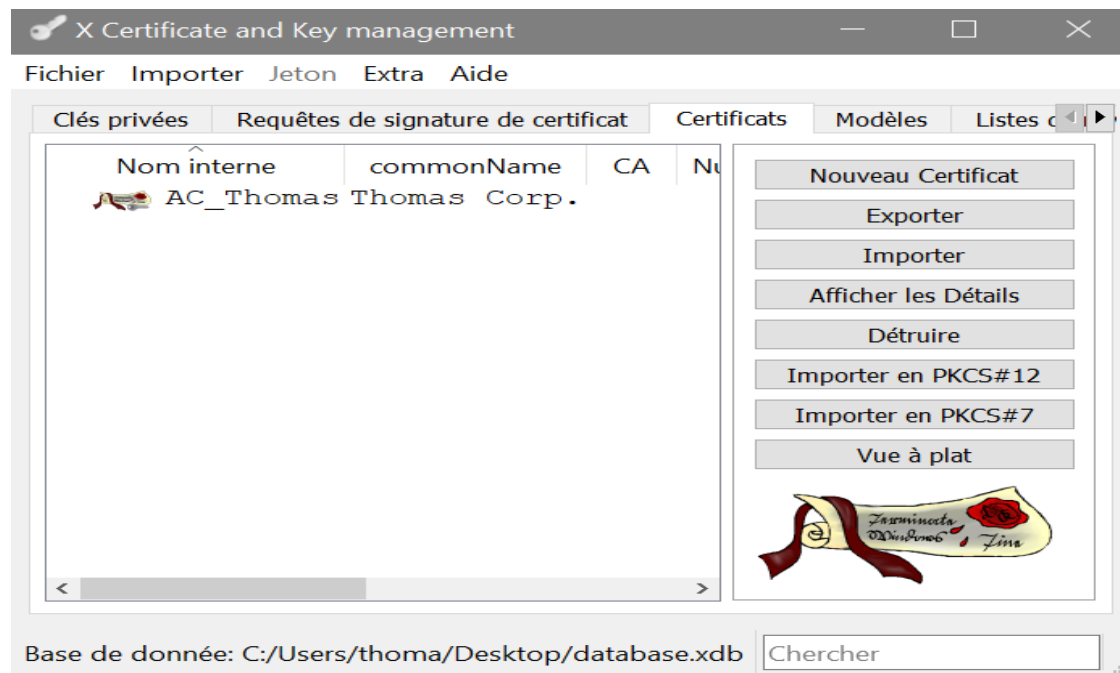 X Certificate and Key management
Fichier Importer Jeton Extra Aide
Clés privées Requêtes de signature de certificat Certificats Modèles Listes
Nom interne commonName CA
AC_Thomas Thomas Corp.
Nouveau Certificat
Exporter
Importer
Afficher les Détails
Détruire
Importer en PKCS#12
Importer en PKCS#7
Vue à plat
Base de donnée: C:/Users/thoma/Desktop/database.xdb Chercher